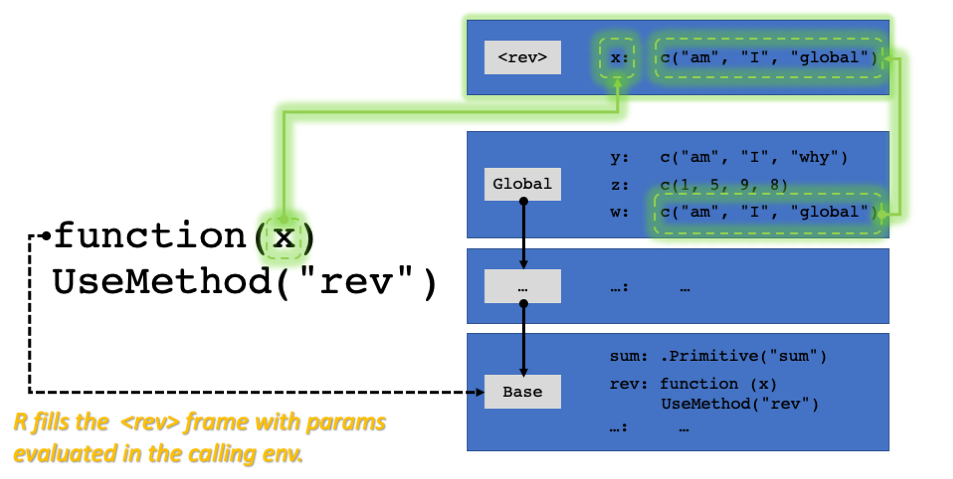 <rev> x: c("am", "I", "global")
y: c("am", "I", "why")
Global z: c(1, 5, 9, 8)
w: c("am", "I", "global")
function(x)
UseMethod("rev")
… …: …
sum: .Primitive("sum")
Base rev: function (x)
UseMethod("rev")
…: …
R fills the <rev> frame with params
evaluated in the calling env.